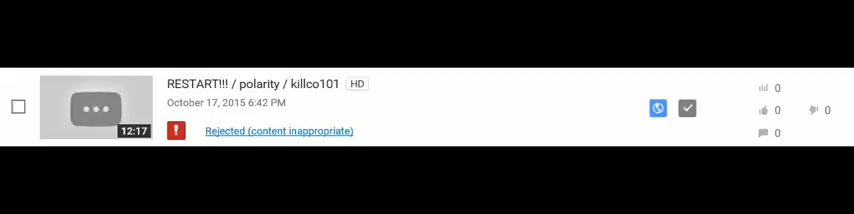 RESTART!!! / polarity / killco101 HD
October 17, 2015 6:42 PM
12:17
Rejected (content inappropriate)
0
0 0
0